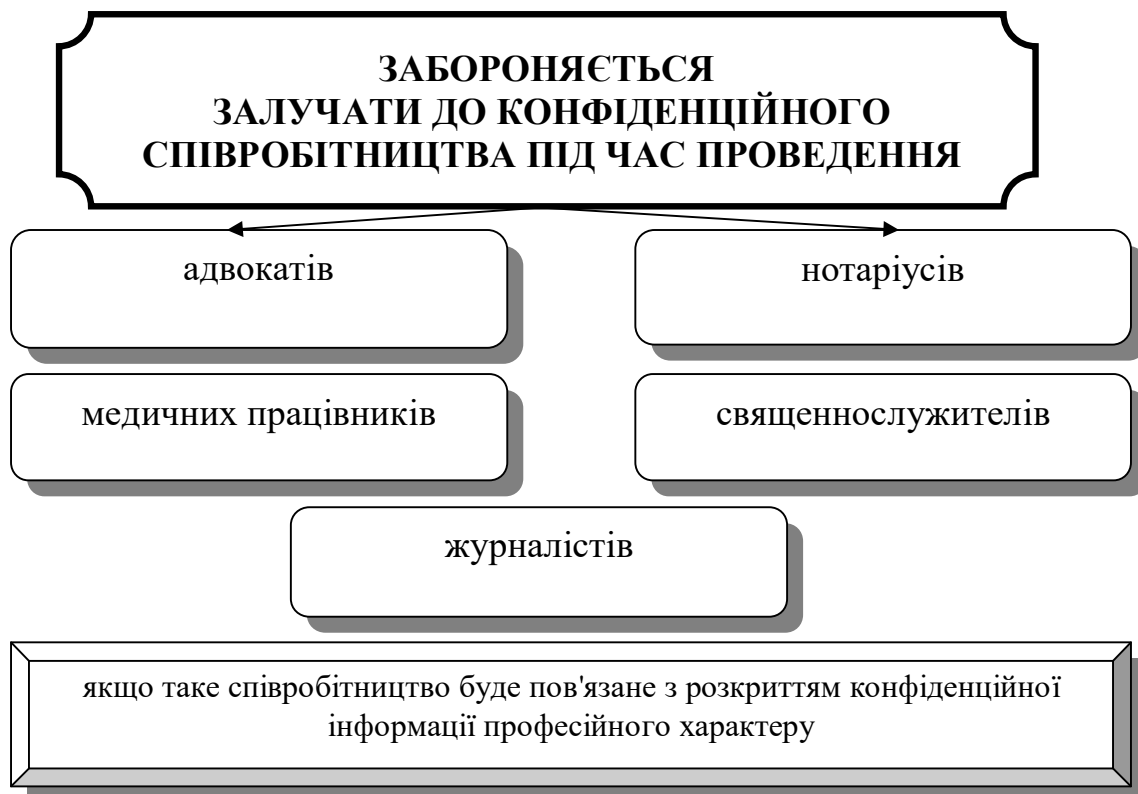 ЗАБОРОНЯЄТЬСЯ
ЗАЛУЧАТИ ДО КОНФІДЕНЦІЙНОГО
СПІВРОБІТНИЦТВА ПІД ЧАС ПРОВЕДЕННЯ
адвокатів
нотаріусів
медичних працівників
священнослужителів
журналістів
якщо таке співробітництво буде пов'язане з розкриттям конфіденційної
інформації професійного характеру